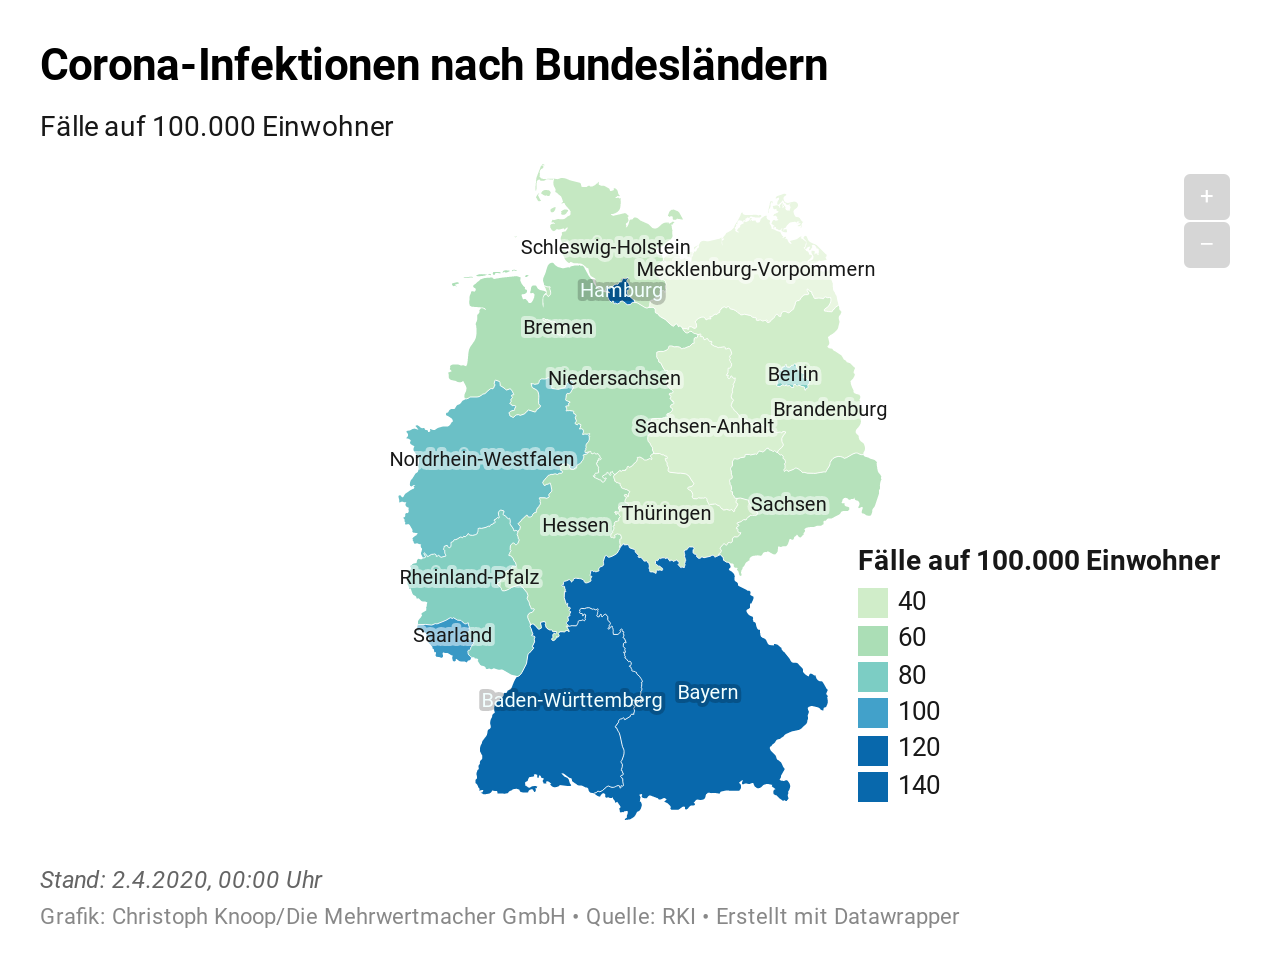 Corona-Infektionen nach Bundesländern
Fälle auf 100.000 Einwohner
+
−
Schleswig-Holstein
Mecklenburg-Vorpommern
Hamburg
Bremen
Berlin
Niedersachsen
Brandenburg
Sachsen-Anhalt
Nordrhein-Westfalen
Sachsen
Thüringen
Hessen
Rheinland-Pfalz
Saarland
Bayern
Baden-Württemberg
Fälle auf 100.000 Einwohner
40
60
80
100
120
140
Stand: 2.4.2020, 00:00 Uhr
Grafik: Christoph Knoop/Die Mehrwertmacher GmbH • Quelle: RKI • Erstellt mit Datawrapper